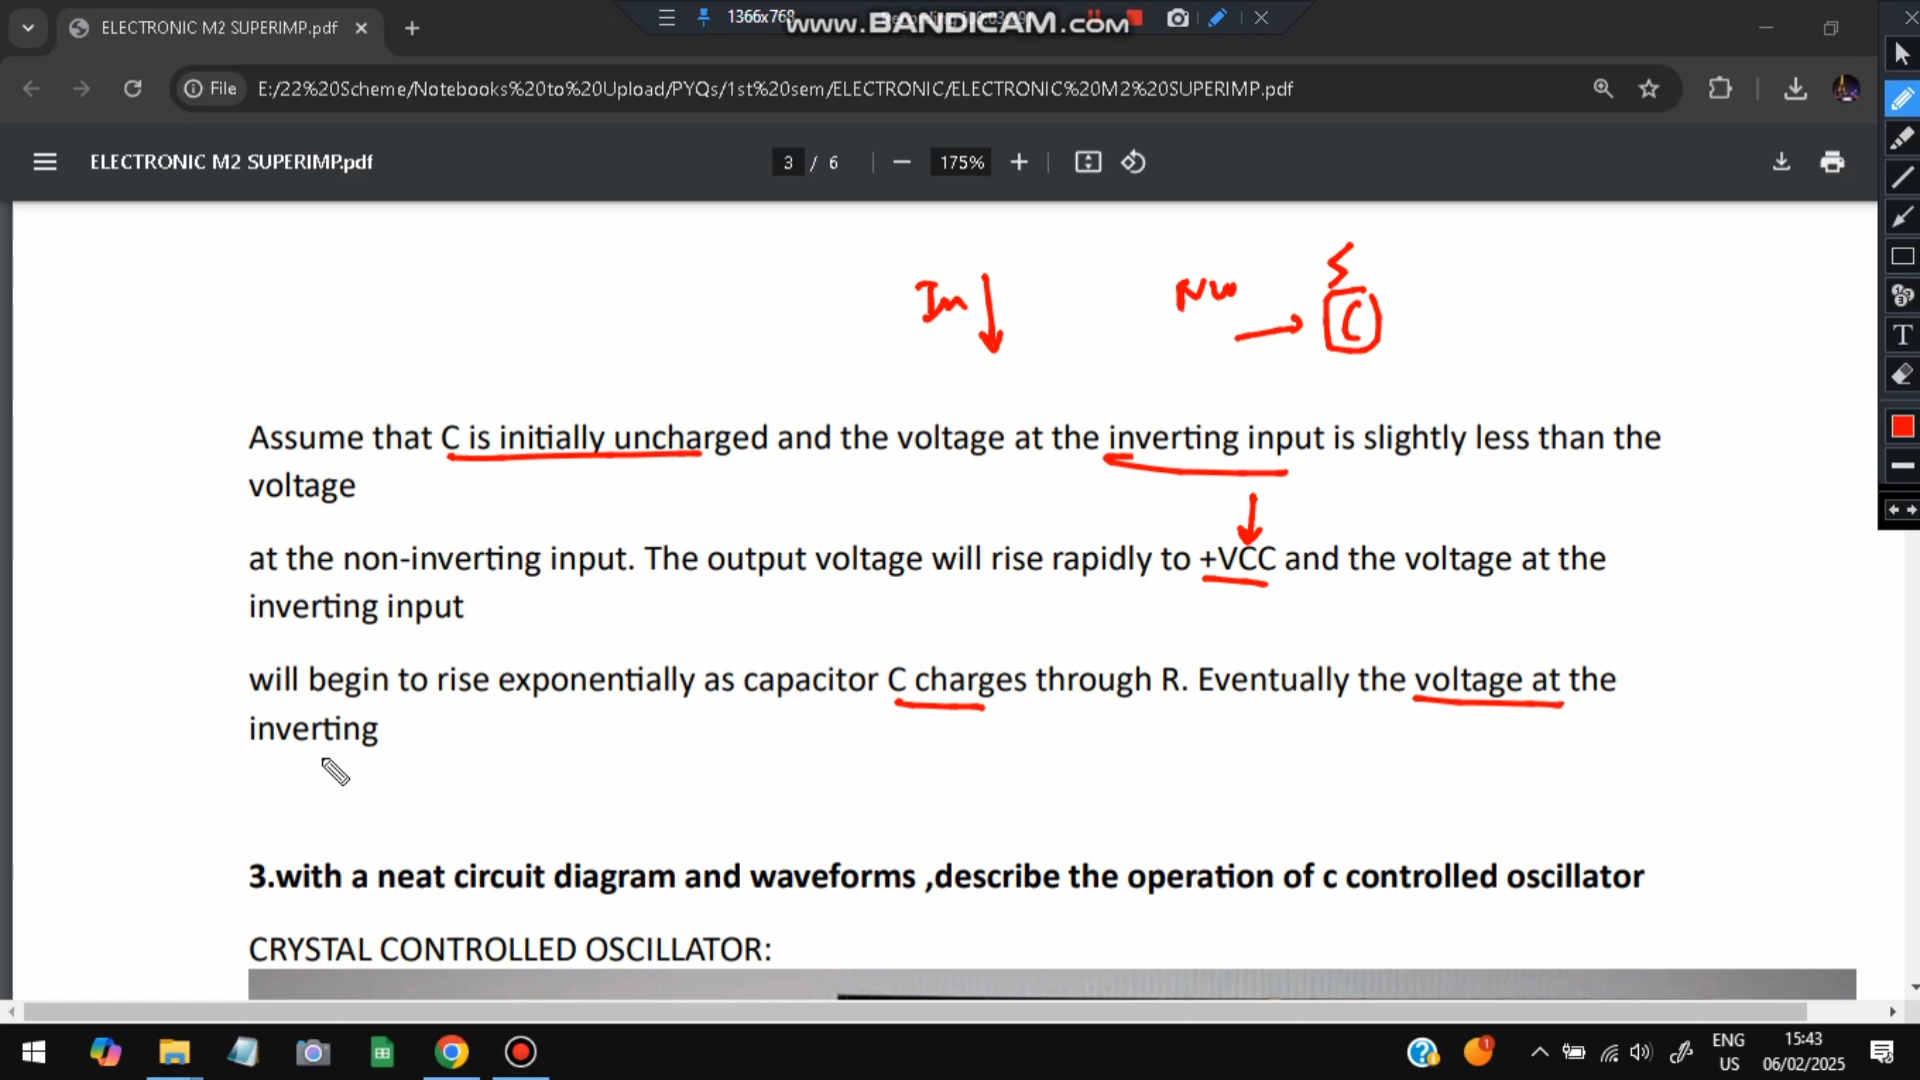 ELECTRONIC M2 SUPERIMP.pdf
1366x768
www.BANDICAM.com
File
E:/22%20Scheme/Notebooks%20to%20Upload/PYQs/1st%20sem/ELECTRONIC/ELECTRONIC%20M2%20SUPERIMP.pdf
ELECTRONIC M2 SUPERIMP.pdf
3 / 6
175%
In
C
Assume that C is initially uncharged and the voltage at the inverting input is slightly less than the
voltage
at the non-inverting input. The output voltage will rise rapidly to +VCC and the voltage at the
inverting input
will begin to rise exponentially as capacitor C charges through R. Eventually the voltage at the
inverting
3.with a neat circuit diagram and waveforms ,describe the operation of c controlled oscillator
CRYSTAL CONTROLLED OSCILLATOR:
T
1
ENG
US
15:43
06/02/2025